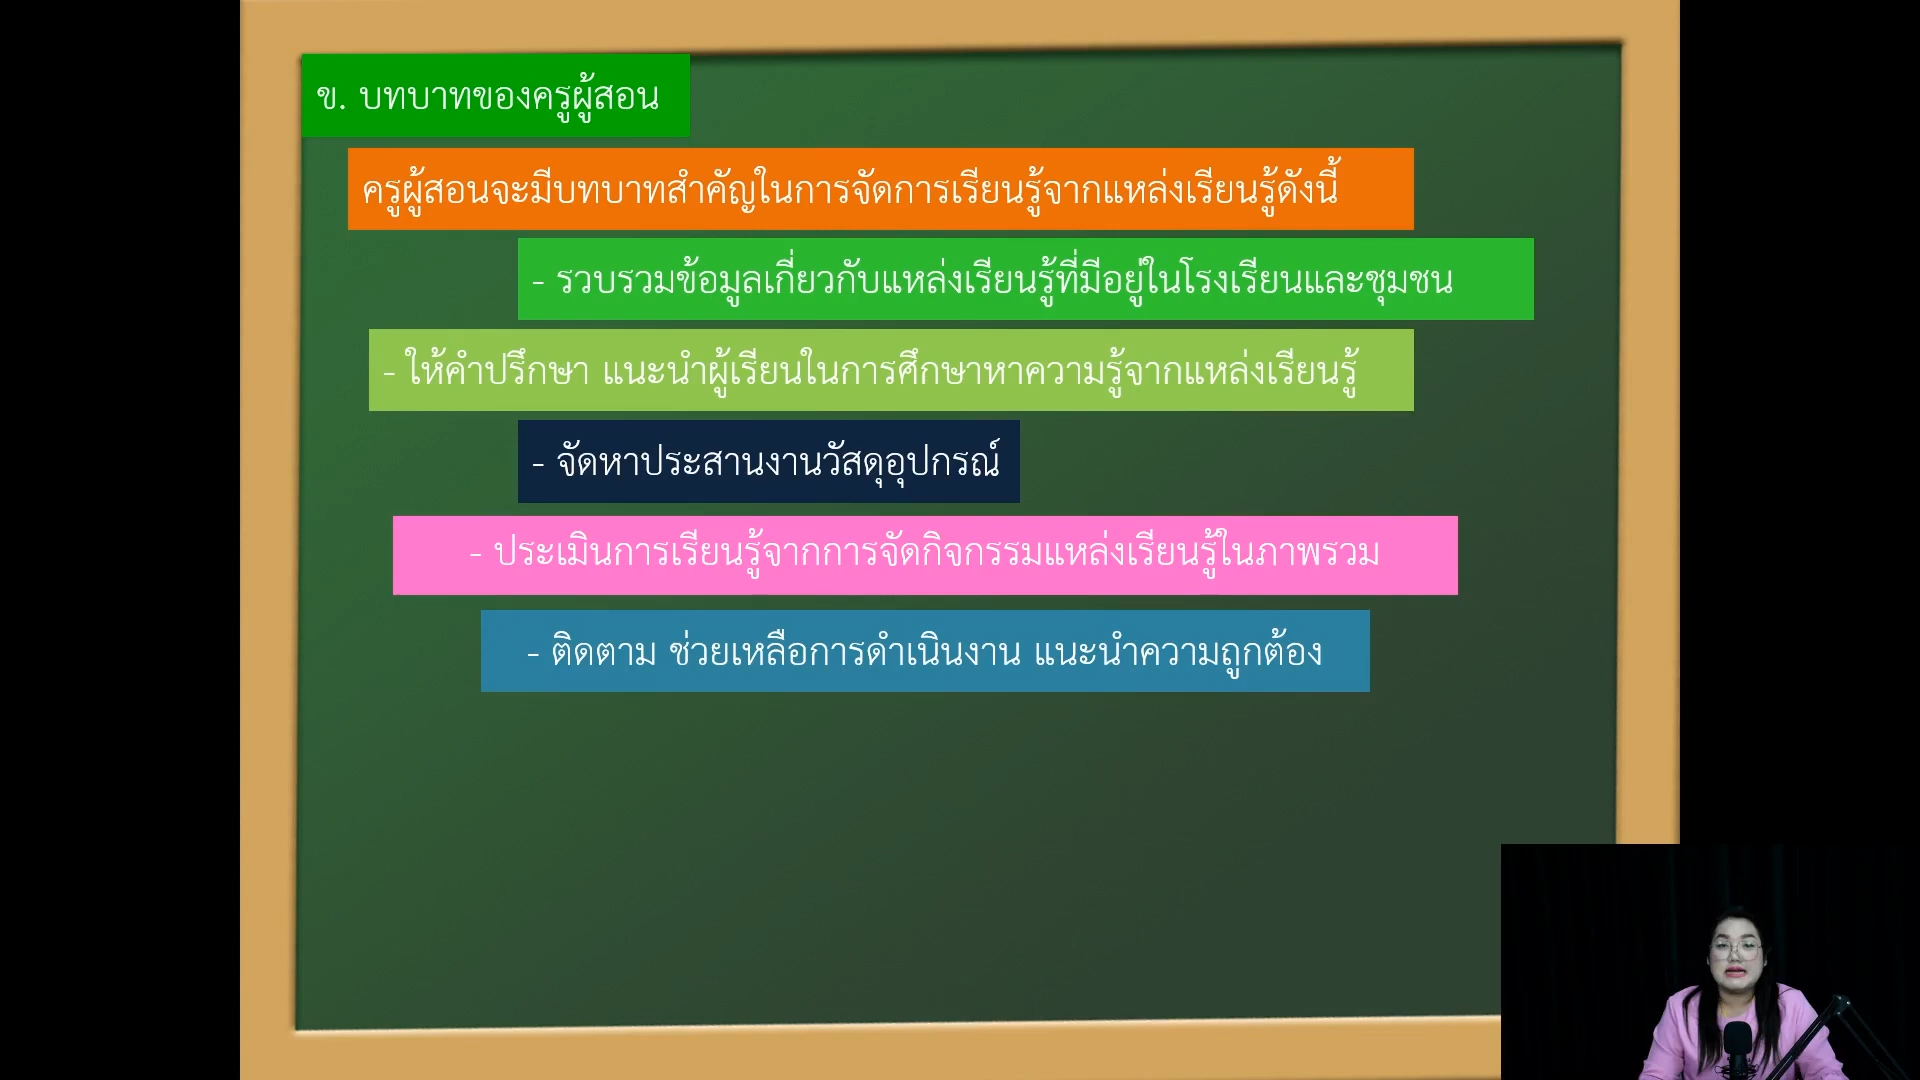 ข. บทบาทของครูผู้สอน
ครูผู้สอนจะมีบทบาทสำคัญในการจัดการเรียนรู้จากแหล่งเรียนรู้ดังนี้
- รวบรวมข้อมูลเกี่ยวกับแหล่งเรียนรู้ที่มีอยู่ในโรงเรียนและชุมชน
- ให้คำปรึกษา แนะนำผู้เรียนในการศึกษาหาความรู้จากแหล่งเรียนรู้
- จัดหาประสานงานวัสดุอุปกรณ์
- ประเมินการเรียนรู้จากการจัดกิจกรรมแหล่งเรียนรู้ในภาพรวม
- ติดตาม ช่วยเหลือการดำเนินงาน แนะนำความถูกต้อง